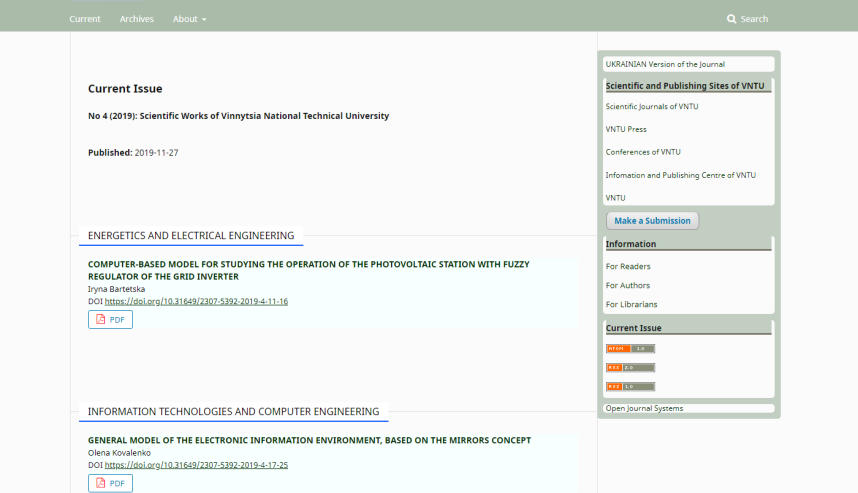 Current
Archives
About
Search
Current Issue
No 4 (2019): Scientific Works of Vinnytsia National Technical University
Published: 2019-11-27
ENERGETICS AND ELECTRICAL ENGINEERING
COMPUTER-BASED MODEL FOR STUDYING THE OPERATION OF THE PHOTOVOLTAIC STATION WITH FUZZY
REGULATOR OF THE GRID INVERTER
Iryna Bartetska
DOI https://doi.org/10.31649/2307-5392-2019-4-11-16
PDF
INFORMATION TECHNOLOGIES AND COMPUTER ENGINEERING
GENERAL MODEL OF THE ELECTRONIC INFORMATION ENVIRONMENT, BASED ON THE MIRRORS CONCEPT
Olena Kovalenko
DOI https://doi.org/10.31649/2307-5392-2019-4-17-25
PDF
UKRAINIAN Version of the Journal
Scientific and Publishing Sites of VNTU
Scientific Journals of VNTU
VNTU Press
Conferences of VNTU
Infomation and Publishing Centre of VNTU
VNTU
Make a Submission
Information
For Readers
For Authors
For Librarians
Current Issue
ATOM 1.0
RSS 2.0
RSS 1.0
Open Journal Systems